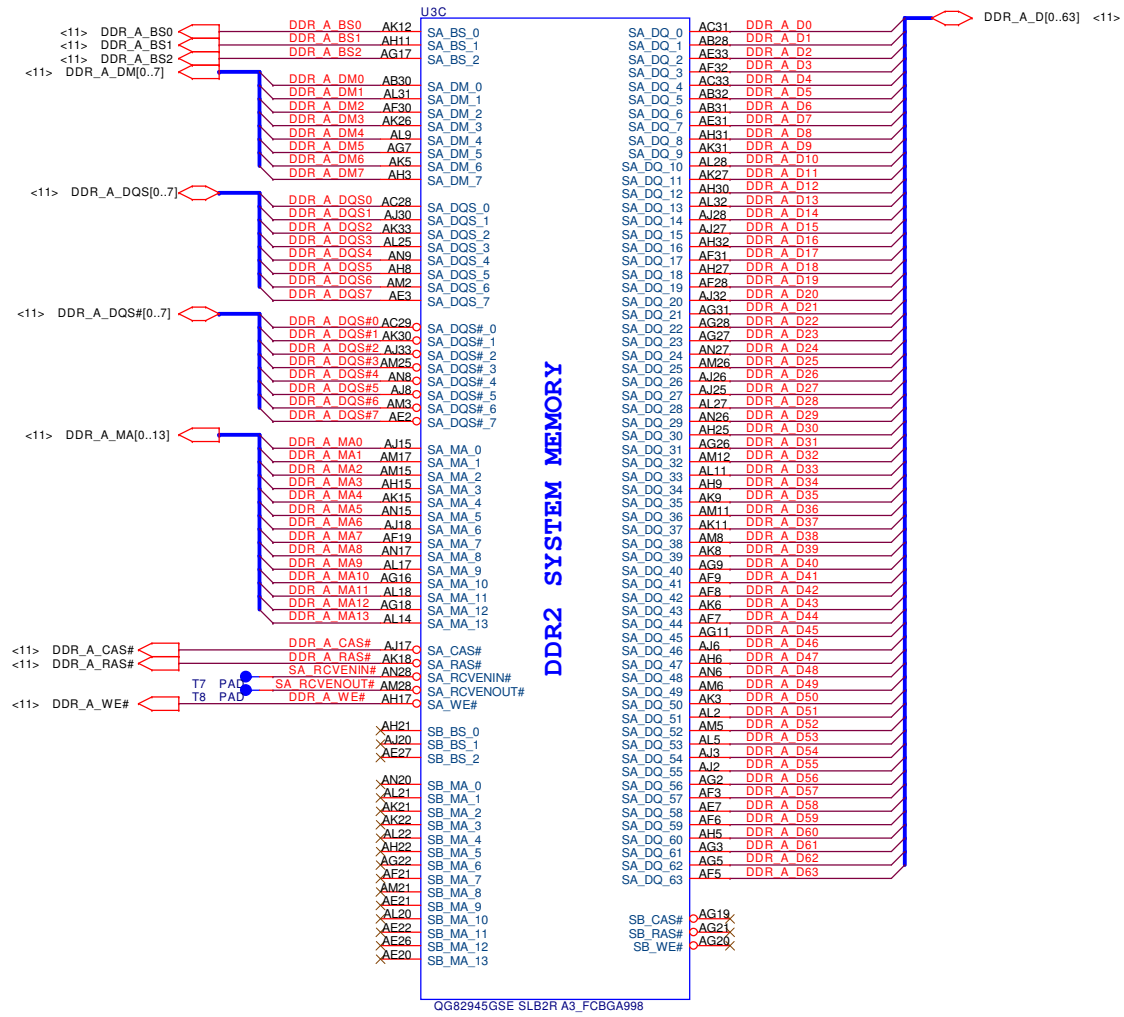 U3C
<11> DDR_A_BS0
<11> DDR_A_BS1
<11> DDR_A_BS2
<11> DDR_A_DM[0..7]
DDR_A_BS0 AK12 SA_BS_0
DDR_A_BS1 AH11 SA_BS_1
DDR_A_BS2 AG17 SA_BS_2
DDR_A_DM0 AB30 SA_DM_0
DDR_A_DM1 AL31 SA_DM_1
DDR_A_DM2 AF30 SA_DM_2
DDR_A_DM3 AK26 SA_DM_3
DDR_A_DM4 AL9 SA_DM_4
DDR_A_DM5 AG7 SA_DM_5
DDR_A_DM6 AK5 SA_DM_6
DDR_A_DM7 AH3 SA_DM_7
<11> DDR_A_DQS[0..7]
DDR_A_DQS0 AC28 SA_DQS_0
DDR_A_DQS1 AJ30 SA_DQS_1
DDR_A_DQS2 AK33 SA_DQS_2
DDR_A_DQS3 AL25 SA_DQS_3
DDR_A_DQS4 AN9 SA_DQS_4
DDR_A_DQS5 AH8 SA_DQS_5
DDR_A_DQS6 AM2 SA_DQS_6
DDR_A_DQS7 AE3 SA_DQS_7
<11> DDR_A_DQS#[0..7]
DDR_A_DQS#0 AC29 SA_DQS#_0
DDR_A_DQS#1 AK30 SA_DQS#_1
DDR_A_DQS#2 AJ33 SA_DQS#_2
DDR_A_DQS#3 AM25 SA_DQS#_3
DDR_A_DQS#4 AN8 SA_DQS#_4
DDR_A_DQS#5 AJ8 SA_DQS#_5
DDR_A_DQS#6 AM3 SA_DQS#_6
DDR_A_DQS#7 AE2 SA_DQS#_7
<11> DDR_A_MA[0..13]
DDR_A_MA0 AJ15 SA_MA_0
DDR_A_MA1 AM17 SA_MA_1
DDR_A_MA2 AM15 SA_MA_2
DDR_A_MA3 AH15 SA_MA_3
DDR_A_MA4 AK15 SA_MA_4
DDR_A_MA5 AN15 SA_MA_5
DDR_A_MA6 AJ18 SA_MA_6
DDR_A_MA7 AF19 SA_MA_7
DDR_A_MA8 AN17 SA_MA_8
DDR_A_MA9 AL17 SA_MA_9
DDR_A_MA10 AG16 SA_MA_10
DDR_A_MA11 AL18 SA_MA_11
DDR_A_MA12 AG18 SA_MA_12
DDR_A_MA13 AL14 SA_MA_13
<11> DDR_A_CAS# DDR_A_CAS# AJ17 SA_CAS#
<11> DDR_A_RAS# DDR_A_RAS# AK18 SA_RAS#
T7 PAD SA_RCVENIN# AN28 SA_RCVENIN#
T8 PAD SA_RCVENOUT# AM28 SA_RCVENOUT#
<11> DDR_A_WE# DDR_A_WE# AH17 SA_WE#
AH21 SB_BS_0
AJ20 SB_BS_1
AE27 SB_BS_2
AN20 SB_MA_0
AL21 SB_MA_1
AK21 SB_MA_2
AK22 SB_MA_3
AL22 SB_MA_4
AH22 SB_MA_5
AG22 SB_MA_6
AF21 SB_MA_7
AM21 SB_MA_8
AE21 SB_MA_9
AL20 SB_MA_10
AE22 SB_MA_11
AE26 SB_MA_12
AE20 SB_MA_13
DDR2 SYSTEM MEMORY
DDR_A_D[0..63] <11>
SA_DQ_0 AC31 DDR_A_D0
SA_DQ_1 AB28 DDR_A_D1
SA_DQ_2 AE33 DDR_A_D2
SA_DQ_3 AF32 DDR_A_D3
SA_DQ_4 AC33 DDR_A_D4
SA_DQ_5 AB32 DDR_A_D5
SA_DQ_6 AB31 DDR_A_D6
SA_DQ_7 AE31 DDR_A_D7
SA_DQ_8 AH31 DDR_A_D8
SA_DQ_9 AK31 DDR_A_D9
SA_DQ_10 AL28 DDR_A_D10
SA_DQ_11 AK27 DDR_A_D11
SA_DQ_12 AH30 DDR_A_D12
SA_DQ_13 AL32 DDR_A_D13
SA_DQ_14 AJ28 DDR_A_D14
SA_DQ_15 AJ27 DDR_A_D15
SA_DQ_16 AH32 DDR_A_D16
SA_DQ_17 AF31 DDR_A_D17
SA_DQ_18 AH27 DDR_A_D18
SA_DQ_19 AF28 DDR_A_D19
SA_DQ_20 AJ32 DDR_A_D20
SA_DQ_21 AG31 DDR_A_D21
SA_DQ_22 AG28 DDR_A_D22
SA_DQ_23 AG27 DDR_A_D23
SA_DQ_24 AN27 DDR_A_D24
SA_DQ_25 AM26 DDR_A_D25
SA_DQ_26 AJ26 DDR_A_D26
SA_DQ_27 AJ25 DDR_A_D27
SA_DQ_28 AL27 DDR_A_D28
SA_DQ_29 AN26 DDR_A_D29
SA_DQ_30 AH25 DDR_A_D30
SA_DQ_31 AG26 DDR_A_D31
SA_DQ_32 AM12 DDR_A_D32
SA_DQ_33 AL11 DDR_A_D33
SA_DQ_34 AH9 DDR_A_D34
SA_DQ_35 AK9 DDR_A_D35
SA_DQ_36 AM11 DDR_A_D36
SA_DQ_37 AK11 DDR_A_D37
SA_DQ_38 AM8 DDR_A_D38
SA_DQ_39 AK8 DDR_A_D39
SA_DQ_40 AG9 DDR_A_D40
SA_DQ_41 AF9 DDR_A_D41
SA_DQ_42 AF8 DDR_A_D42
SA_DQ_43 AK6 DDR_A_D43
SA_DQ_44 AF7 DDR_A_D44
SA_DQ_45 AG11 DDR_A_D45
SA_DQ_46 AJ6 DDR_A_D46
SA_DQ_47 AH6 DDR_A_D47
SA_DQ_48 AN6 DDR_A_D48
SA_DQ_49 AM6 DDR_A_D49
SA_DQ_50 AK3 DDR_A_D50
SA_DQ_51 AL2 DDR_A_D51
SA_DQ_52 AM5 DDR_A_D52
SA_DQ_53 AL5 DDR_A_D53
SA_DQ_54 AJ3 DDR_A_D54
SA_DQ_55 AJ2 DDR_A_D55
SA_DQ_56 AG2 DDR_A_D56
SA_DQ_57 AF3 DDR_A_D57
SA_DQ_58 AE7 DDR_A_D58
SA_DQ_59 AF6 DDR_A_D59
SA_DQ_60 AH5 DDR_A_D60
SA_DQ_61 AG3 DDR_A_D61
SA_DQ_62 AG5 DDR_A_D62
SA_DQ_63 AF5 DDR_A_D63
SB_CAS# AG19
SB_RAS# AG21
SB_WE# AG20
QG82945GSE SLB2R A3_FCBGA998